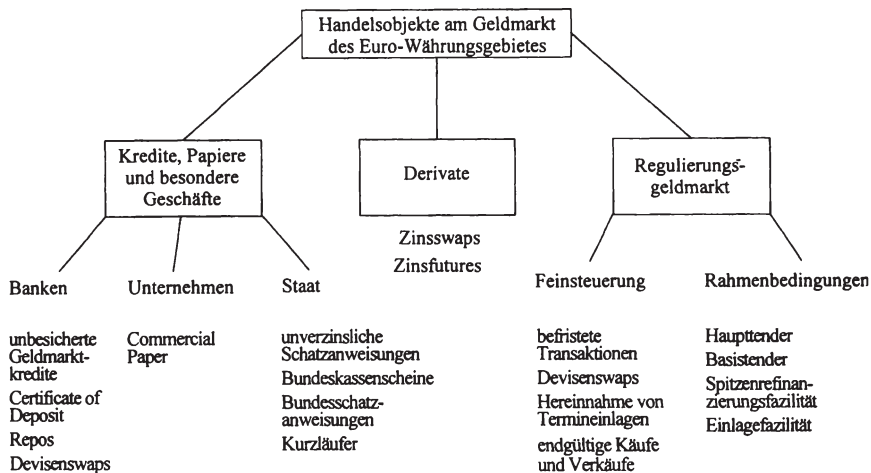 Handelsobjekte am Geldmarkt
des Euro-Währungsgebietes
Kredite, Papiere
und besondere
Geschäfte
Derivate
Regulierungs-
geldmarkt
Zinsswaps
Zinsfutures
Banken
Unternehmen
Staat
Feinsteuerung
Rahmenbedingungen
unbesicherte
Geldmarkt-
kredite
Certificate of
Deposit
Repos
Devisenswaps
Commercial
Paper
unverzinsliche
Schatzanweisungen
Bundeskassenscheine
Bundesschatz-
anweisungen
Kurzläufer
befristete
Transaktionen
Devisenswaps
Hereinnahme von
Termineinlagen
endgültige Käufe
und Verkäufe
Haupttender
Basistender
Spitzenrefinan-
zierungsfazilität
Einlagefazilität